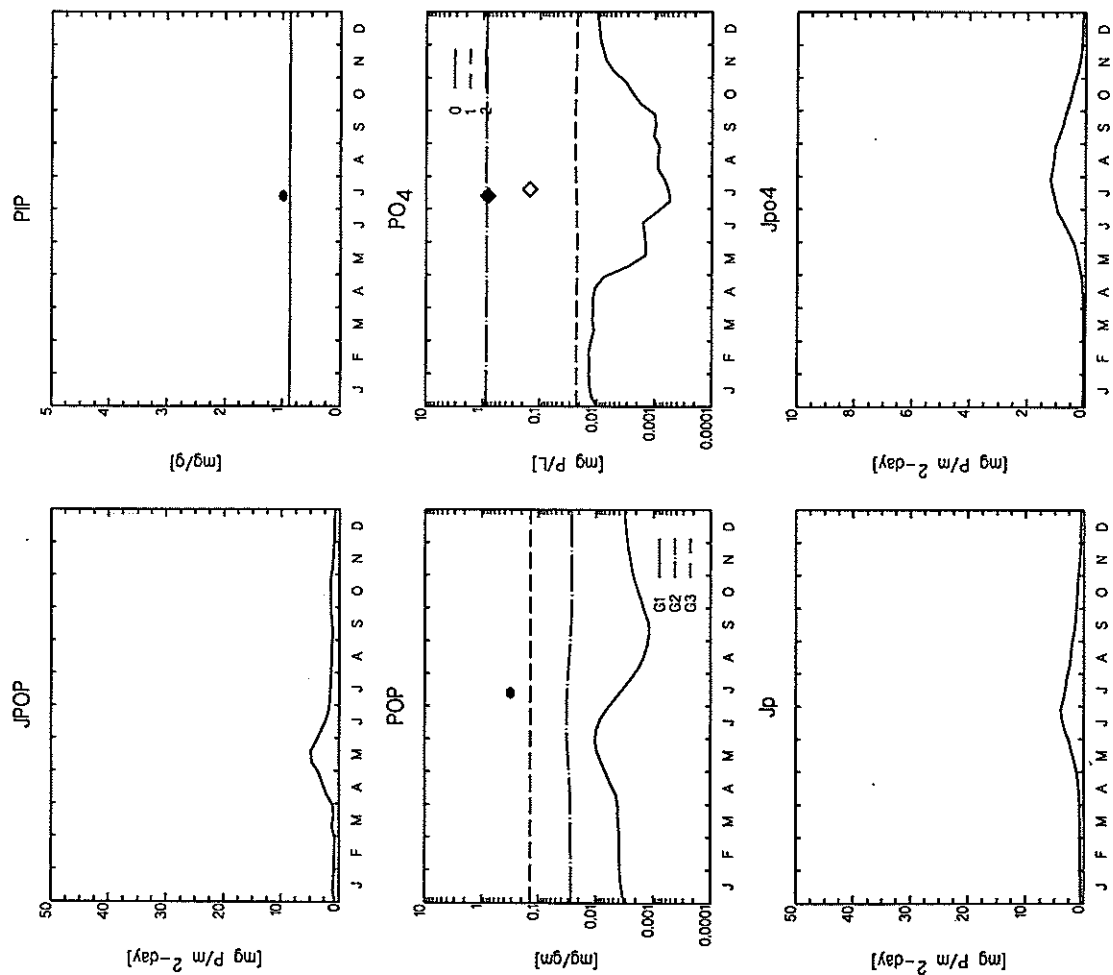 JPOP
50
40
30
20
10
0
[mg P/m ²-day]
J F M A M J J A S O N D
PIP
5
4
3
2
1
0
[mg/g]
J F M A M J J A S O N D
POP
10
1
0.1
0.01
0.001
0.0001
[mg/gm]
G1
G2
G3
J F M A M J J A S O N D
PO₄
10
1
0.1
0.01
0.001
0.0001
[mg P/L]
0
1
2
J F M A M J J A S O N D
Jp
50
40
30
20
10
0
[mg P/m ²-day]
J F M A M J J A S O N D
Jpo4
10
8
6
4
2
0
[mg P/m ²-day]
J F M A M J J A S O N D